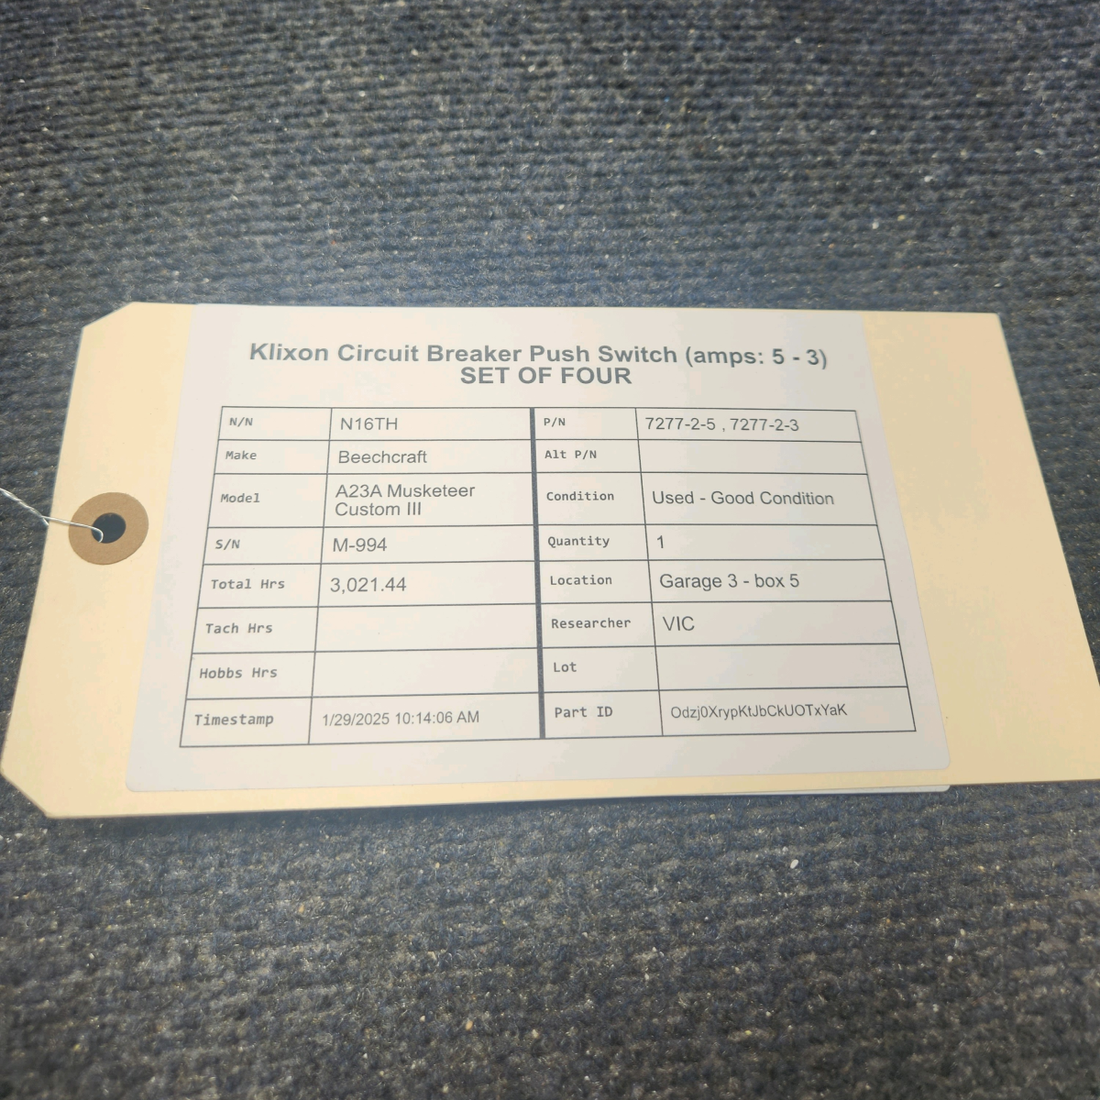 Klixon Circuit Breaker Push Switch (amps: 5 - 3)
SET OF FOUR
N/N N16TH P/N 7277-2-5 , 7277-2-3
Make Beechcraft Alt P/N
Model A23A Musketeer Custom III Condition Used - Good Condition
S/N M-994 Quantity 1
Total Hrs 3,021.44 Location Garage 3 - box 5
Tach Hrs Researcher VIC
Hobbs Hrs Lot
Timestamp 1/29/2025 10:14:06 AM Part ID Odzj0XrypKtJbCkUOTxYaK